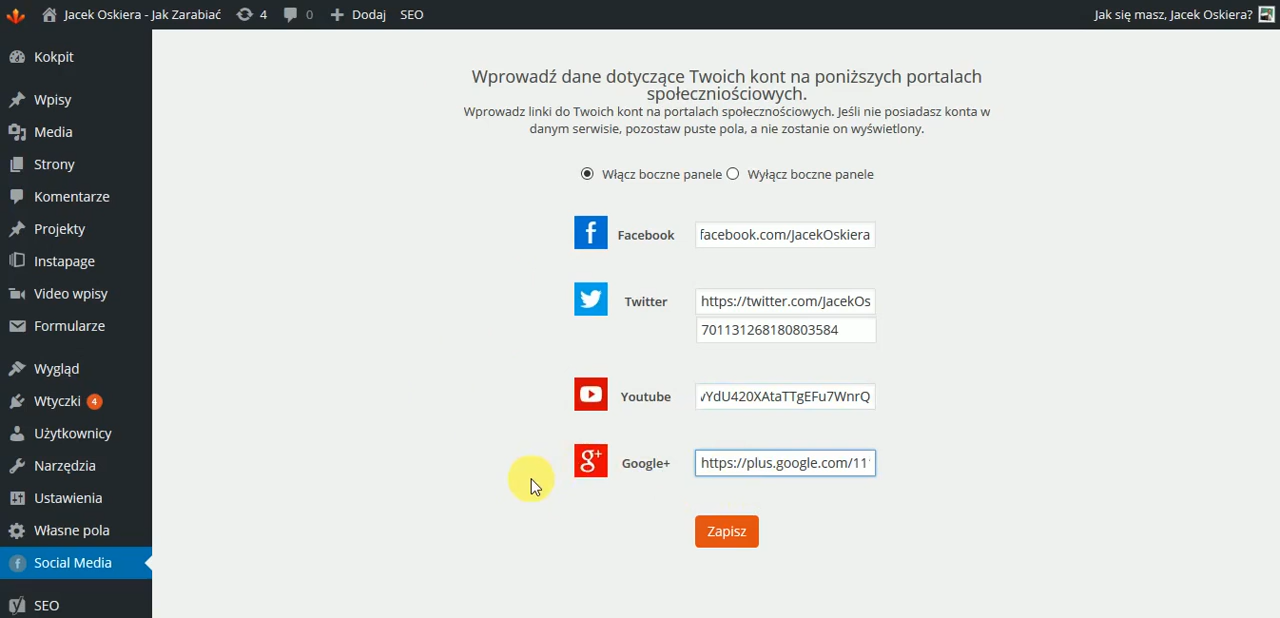 Jacek Oskiera - Jak Zarabiać 4 0 Dodaj SEO Jak się masz, Jacek Oskiera?
Kokpit
Wpisy
Media
Strony
Komentarze
Projekty
Instapage
Video wpisy
Formularze
Wygląd
Wtyczki 4
Użytkownicy
Narzędzia
Ustawienia
Własne pola
Social Media
SEO
Wprowadź dane dotyczące Twoich kont na poniższych portalach
społeczniościowych.
Wprowadz linki do Twoich kont na portalach społecznościowych. Jeśli nie posiadasz konta w
danym serwisie, pozostaw puste pola, a nie zostanie on wyświetlony.
Włącz boczne panele Wyłącz boczne panele
Facebook facebook.com/JacekOskiera
Twitter https://twitter.com/JacekOs
701131268180803584
Youtube vYdU420XAtaTTgEFu7WnrQ
Google+ https://plus.google.com/11
Zapisz